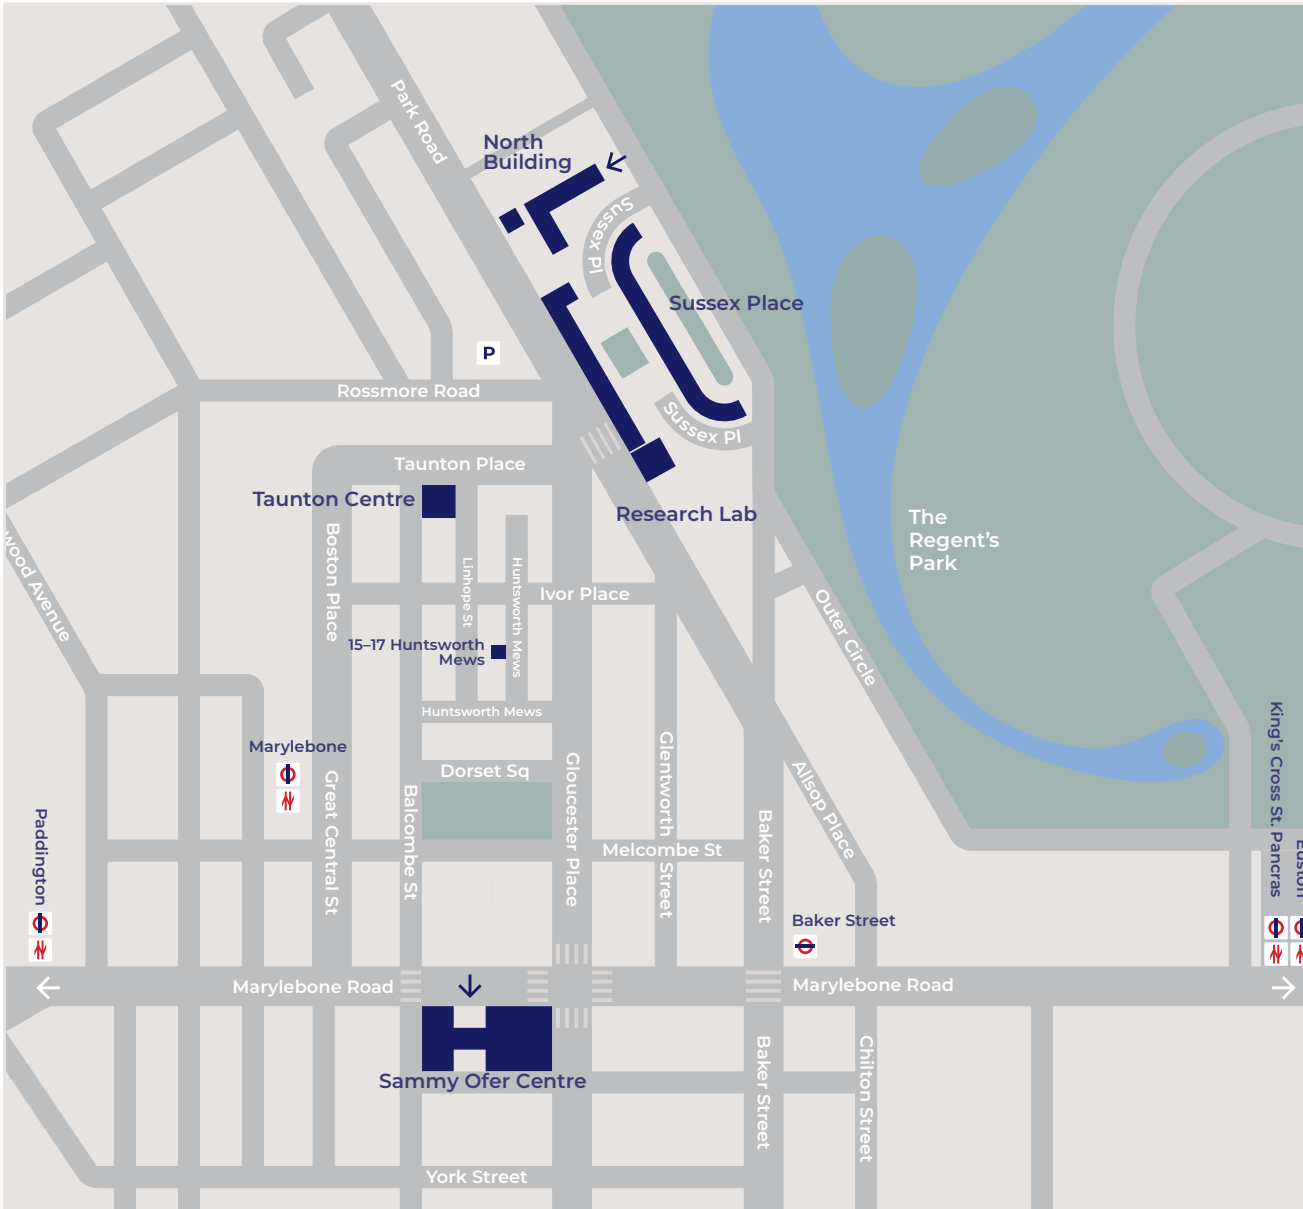 Park Road
North
Building
Sussex Pl
Sussex Place
P
Rossmore Road
Sussex Pl
Taunton Place
Taunton Centre
Research Lab
The
Regent’s
Park
wood Avenue
Boston Place
Linhope St
Huntsworth Mews
Ivor Place
Outer Circle
15–17 Huntsworth
Mews
Huntsworth Mews
Marylebone
Dorset Sq
Great Central St
Balcombe St
Gloucester Place
Glentworth Street
Baker Street
Allsop Place
King’s Cross St. Pancras
Euston
Paddington
Melcombe St
Baker Street
Marylebone Road
Marylebone Road
Sammy Ofer Centre
Baker Street
Chilton Street
York Street